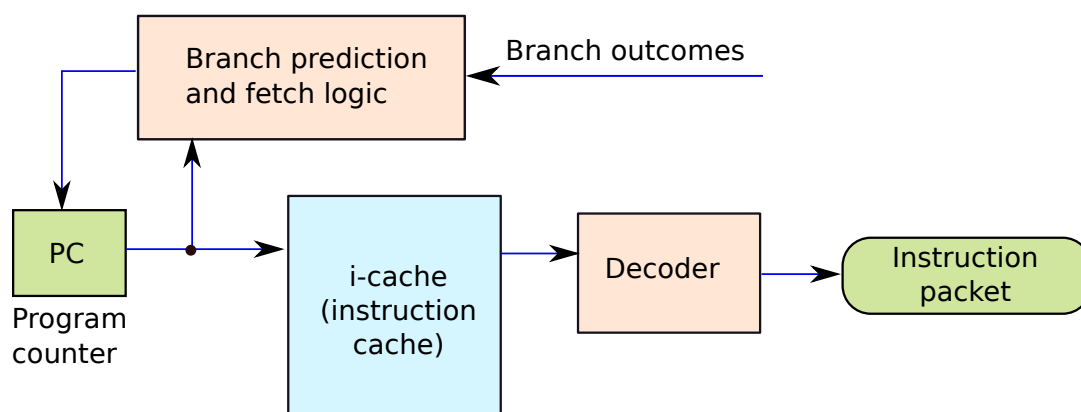 Branch prediction
and fetch logic
Branch outcomes
PC
Program
counter
i-cache
(instruction
cache)
Decoder
Instruction
packet